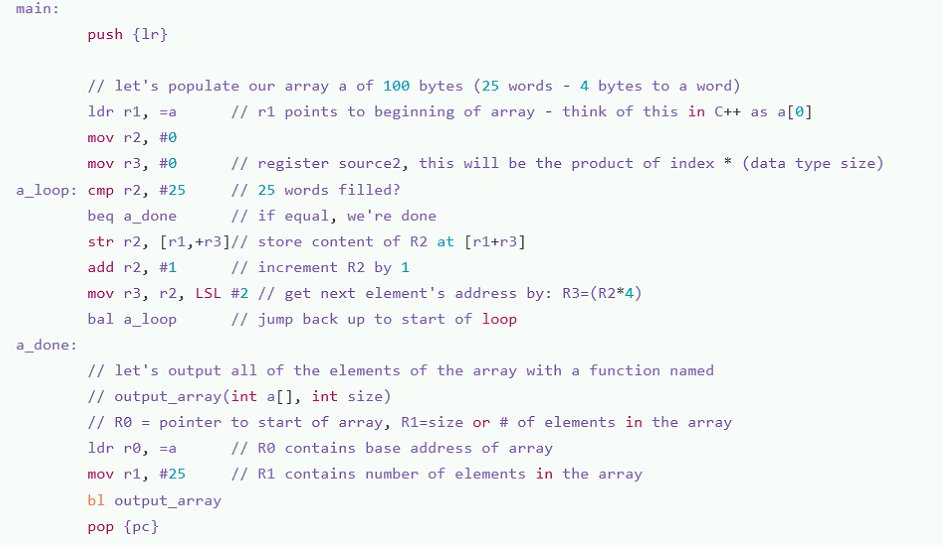 main:
        push {lr}

        // let's populate our array a of 100 bytes (25 words - 4 bytes to a word)
        ldr r1, =a      // r1 points to beginning of array - think of this in C++ as a[0]
        mov r2, #0
        mov r3, #0      // register source2, this will be the product of index * (data type size)
a_loop: cmp r2, #25     // 25 words filled?
        beq a_done      // if equal, we're done
        str r2, [r1,+r3]// store content of R2 at [r1+r3]
        add r2, #1      // increment R2 by 1
        mov r3, r2, LSL #2 // get next element's address by: R3=(R2*4)
        bal a_loop      // jump back up to start of loop
a_done:
        // let's output all of the elements of the array with a function named
        // output_array(int a[], int size)
        // R0 = pointer to start of array, R1=size or # of elements in the array
        ldr r0, =a      // R0 contains base address of array
        mov r1, #25     // R1 contains number of elements in the array
        bl output_array
        pop {pc}